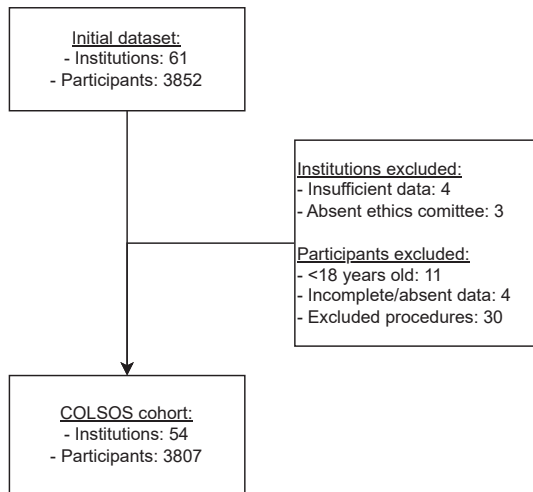 Initial dataset:
- Institutions: 61
- Participants: 3852
Institutions excluded:
- Insufficient data: 4
- Absent ethics comittee: 3
Participants excluded:
- <18 years old: 11
- Incomplete/absent data: 4
- Excluded procedures: 30
COLSOS cohort:
- Institutions: 54
- Participants: 3807